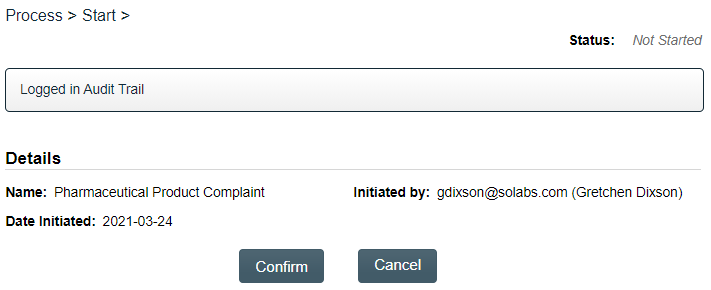 Process > Start >
Status: Not Started
Logged in Audit Trail
Details
Name: Pharmaceutical Product Complaint Initiated by: gdixson@solabs.com (Gretchen Dixson)
Date Initiated: 2021-03-24
Confirm Cancel